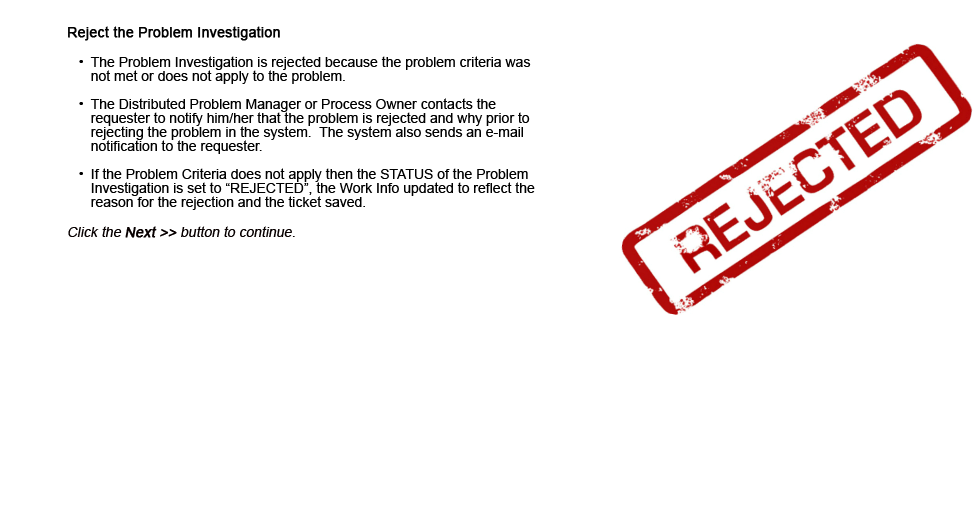 Reject the Problem Investigation
• The Problem Investigation is rejected because the problem criteria was
not met or does not apply to the problem.
• The Distributed Problem Manager or Process Owner contacts the
requester to notify him/her that the problem is rejected and why prior to
rejecting the problem in the system.  The system also sends an e-mail
notification to the requester.
• If the Problem Criteria does not apply then the STATUS of the Problem
Investigation is set to “REJECTED”, the Work Info updated to reflect the
reason for the rejection and the ticket saved.
Click the Next >> button to continue.
REJECTED